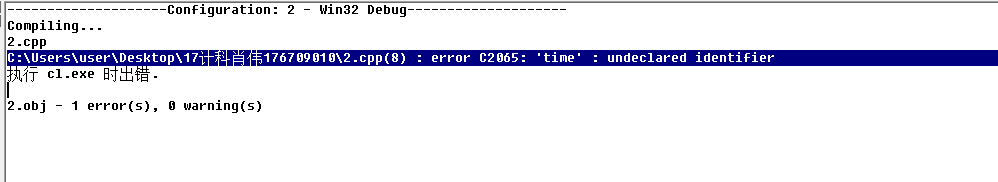 --------------------Configuration: 2 - Win32 Debug--------------------
Compiling...
2.cpp
C:\Users\user\Desktop\17计科肖伟176709010\2.cpp(8) : error C2065: 'time' : undeclared identifier
执行 cl.exe 时出错.
2.obj - 1 error(s), 0 warning(s)